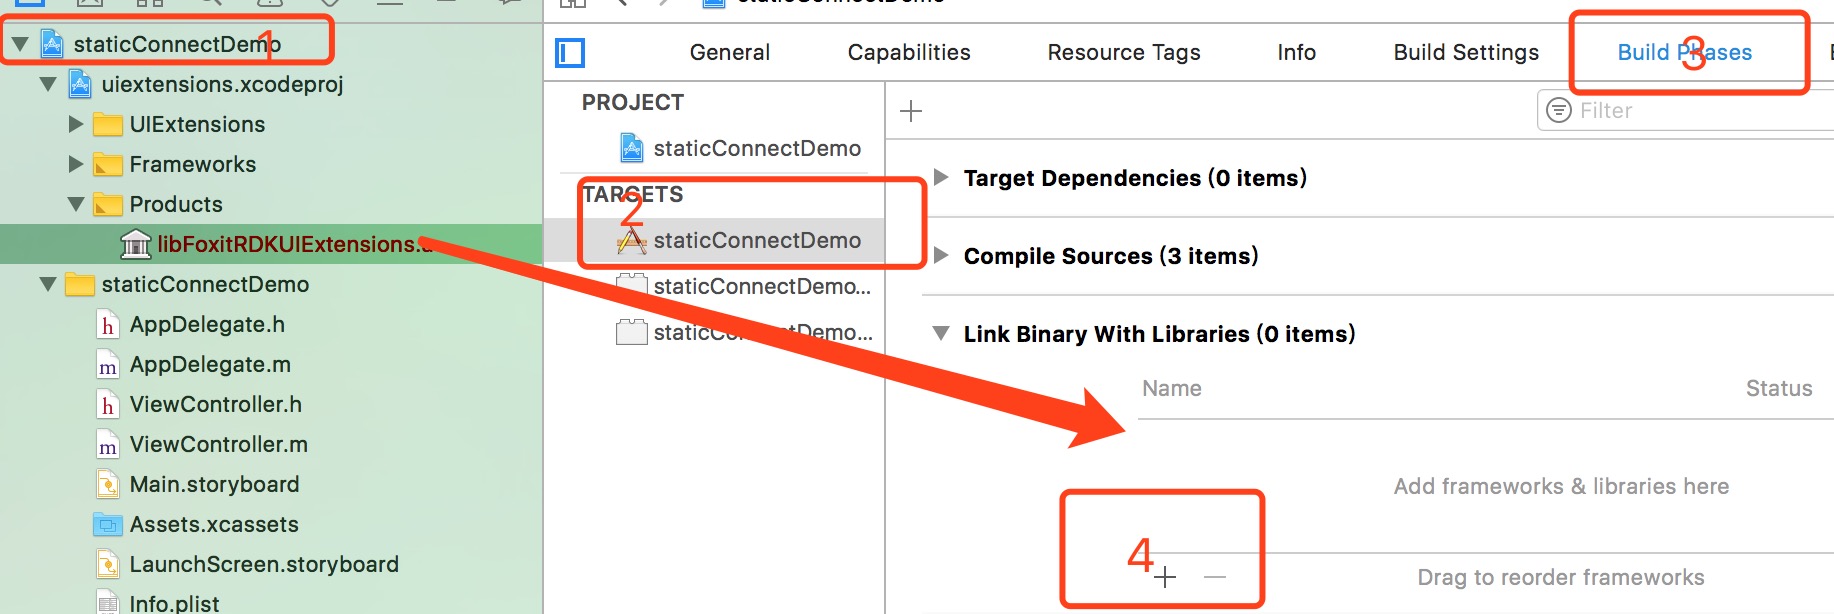 staticConnectDemo
1
uiextensions.xcodeproj
UIExtensions
Frameworks
Products
libFoxitRDKUIExtensions.a
staticConnectDemo
AppDelegate.h
AppDelegate.m
ViewController.h
ViewController.m
Main.storyboard
Assets.xcassets
LaunchScreen.storyboard
Info.plist
staticConnectDemo
General
Capabilities
Resource Tags
Info
Build Settings
Build Phases
3
PROJECT
staticConnectDemo
TARGETS
2
staticConnectDemo
staticConnectDemo...
staticConnectDemo...
Filter
Target Dependencies (0 items)
Compile Sources (3 items)
Link Binary With Libraries (0 items)
Name
Status
Add frameworks & libraries here
4
Drag to reorder frameworks